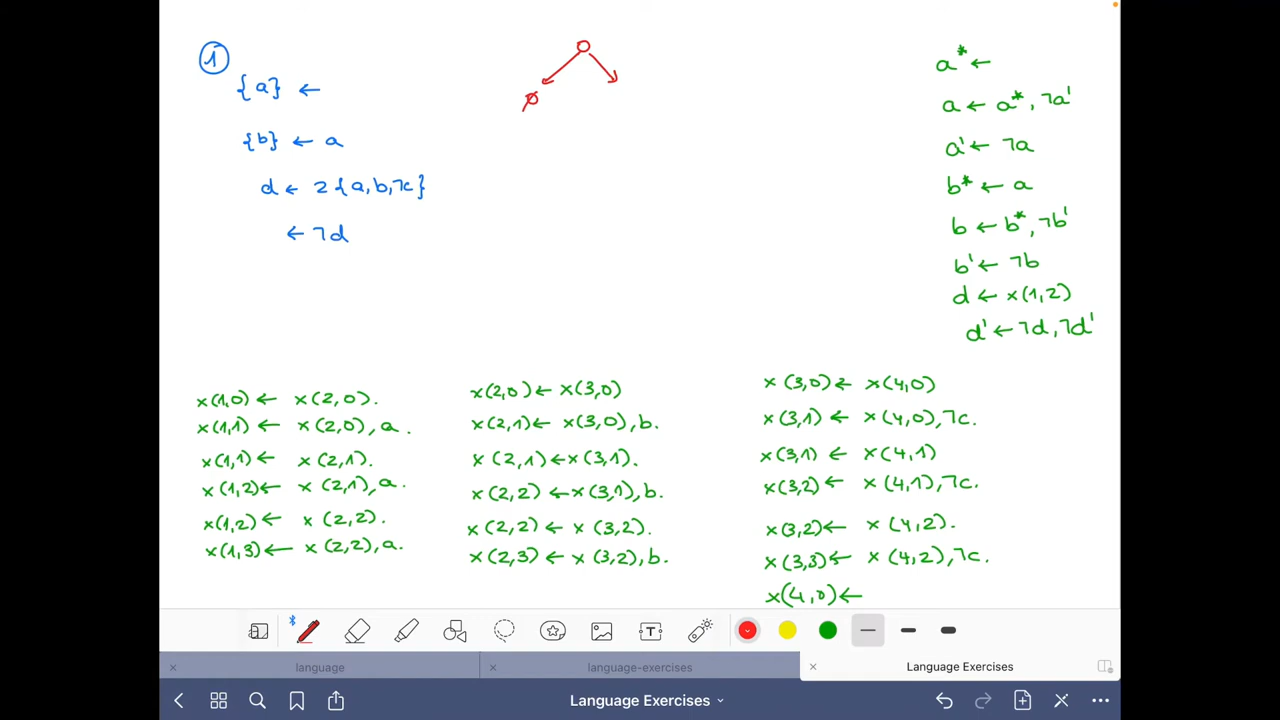 ①
{a} ←
{b} ← a
d ← 2 {a, b, ¬c}
← ¬d
a* ←
a ← a*, ¬a'
a' ← ¬a
b* ← a
b ← b*, ¬b'
b' ← ¬b
d ← x(1,2)
d' ← ¬d, ¬d'
x(1,0) ← x(2,0).
x(1,1) ← x(2,0), a.
x(1,1) ← x(2,1).
x(1,2) ← x(2,1), a.
x(1,2) ← x(2,2).
x(1,3) ← x(2,2), a.
x(2,0) ← x(3,0)
x(2,1) ← x(3,0), b.
x(2,1) ← x(3,1).
x(2,2) ← x(3,1), b.
x(2,2) ← x(3,2).
x(2,3) ← x(3,2), b.
x(3,0) ← x(4,0)
x(3,1) ← x(4,0), ¬c.
x(3,1) ← x(4,1)
x(3,2) ← x(4,1), ¬c.
x(3,2) ← x(4,2).
x(3,3) ← x(4,2), ¬c.
x(4,0) ←
language
language-exercises
Language Exercises
Language Exercises